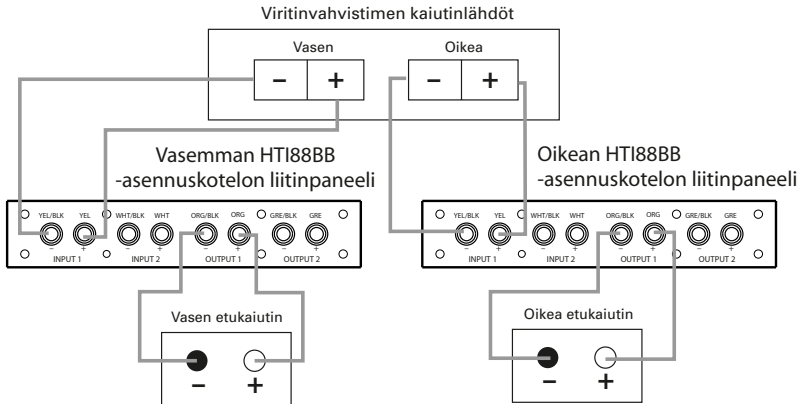 Viritinvahvistimen kaiutinlähdöt
Vasen
Oikea
– +
– +
Vasemman HTI88BB
-asennuskotelon liitinpaneeli
Oikean HTI88BB
-asennuskotelon liitinpaneeli
YEL/BLK YEL WHT/BLK WHT ORG/BLK ORG GRE/BLK GRE
– + – + – + – +
INPUT 1 INPUT 2 OUTPUT 1 OUTPUT 2
YEL/BLK YEL WHT/BLK WHT ORG/BLK ORG GRE/BLK GRE
– + – + – + – +
INPUT 1 INPUT 2 OUTPUT 1 OUTPUT 2
Vasen etukaiutin
– +
Oikea etukaiutin
– +